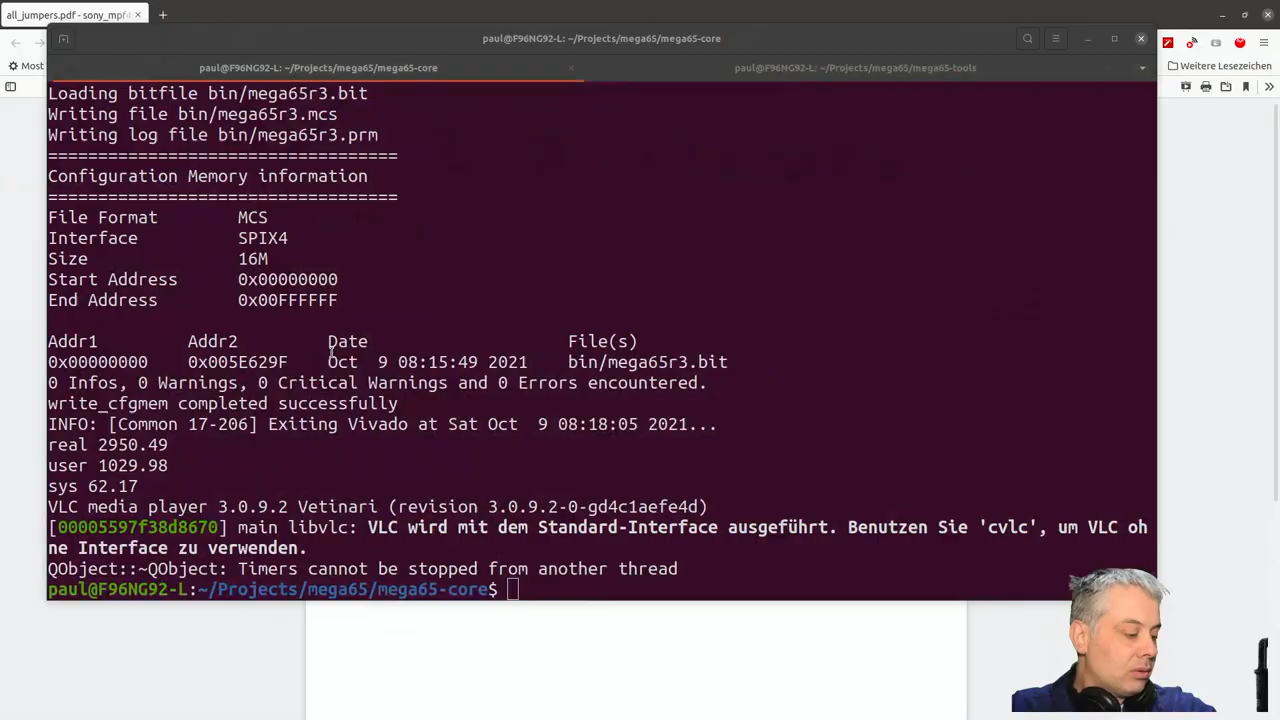 all_jumpers.pdf - sony_mpf
paul@F96NG92-L: ~/Projects/mega65/mega65-core
Most
Weitere Lesezeichen
paul@F96NG92-L: ~/Projects/mega65/mega65-core
paul@F96NG92-L: ~/Projects/mega65/mega65-tools
Loading bitfile bin/mega65r3.bit
Writing file bin/mega65r3.mcs
Writing log file bin/mega65r3.prm
==================================
Configuration Memory information
==================================
File Format MCS
Interface SPIX4
Size 16M
Start Address 0x00000000
End Address 0x00FFFFFF
Addr1 Addr2 Date File(s)
0x00000000 0x005E629F Oct 9 08:15:49 2021 bin/mega65r3.bit
0 Infos, 0 Warnings, 0 Critical Warnings and 0 Errors encountered.
write_cfgmem completed successfully
INFO: [Common 17-206] Exiting Vivado at Sat Oct 9 08:18:05 2021...
real 2950.49
user 1029.98
sys 62.17
VLC media player 3.0.9.2 Vetinari (revision 3.0.9.2-0-gd4c1aefe4d)
[00005597f38d8670] main libvlc: VLC wird mit dem Standard-Interface ausgeführt. Benutzen Sie 'cvlc', um VLC oh
ne Interface zu verwenden.
QObject::~QObject: Timers cannot be stopped from another thread
paul@F96NG92-L:~/Projects/mega65/mega65-core$